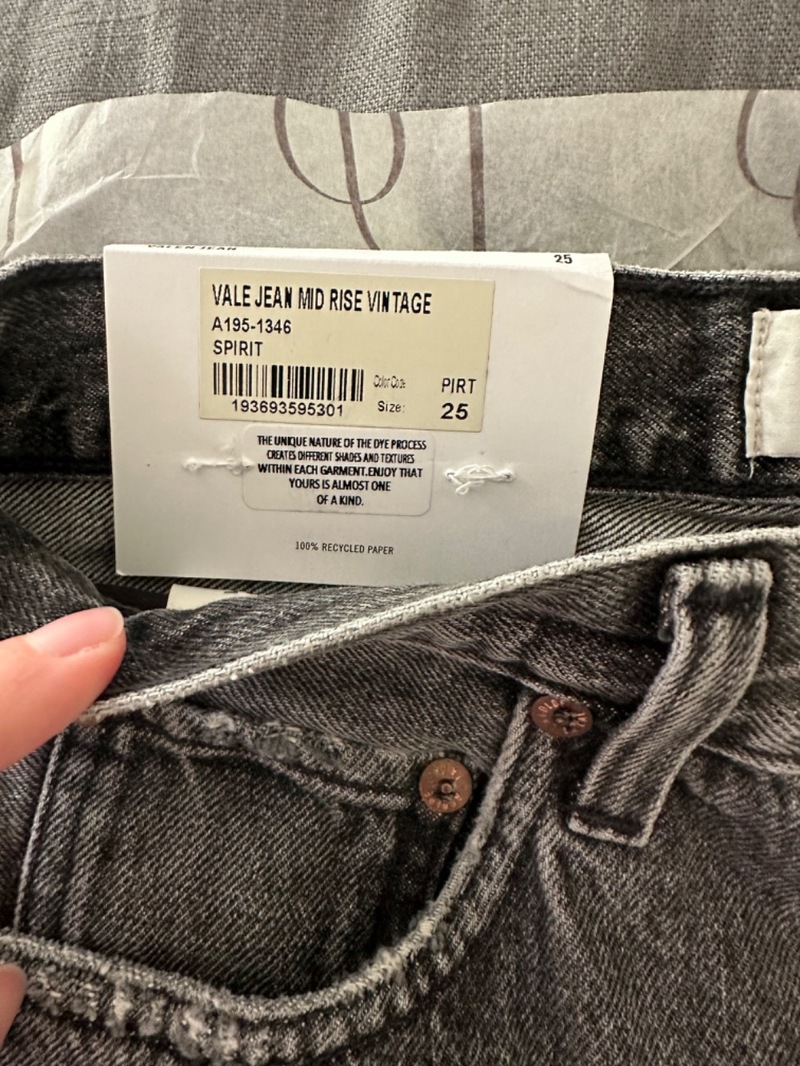 25
VALE JEAN MID RISE VINTAGE
A195-1346
SPIRIT
Color Code: PIRT
193693595301 Size: 25
THE UNIQUE NATURE OF THE DYE PROCESS
CREATES DIFFERENT SHADES AND TEXTURES
WITHIN EACH GARMENT.ENJOY THAT
YOURS IS ALMOST ONE
OF A KIND.
100% RECYCLED PAPER